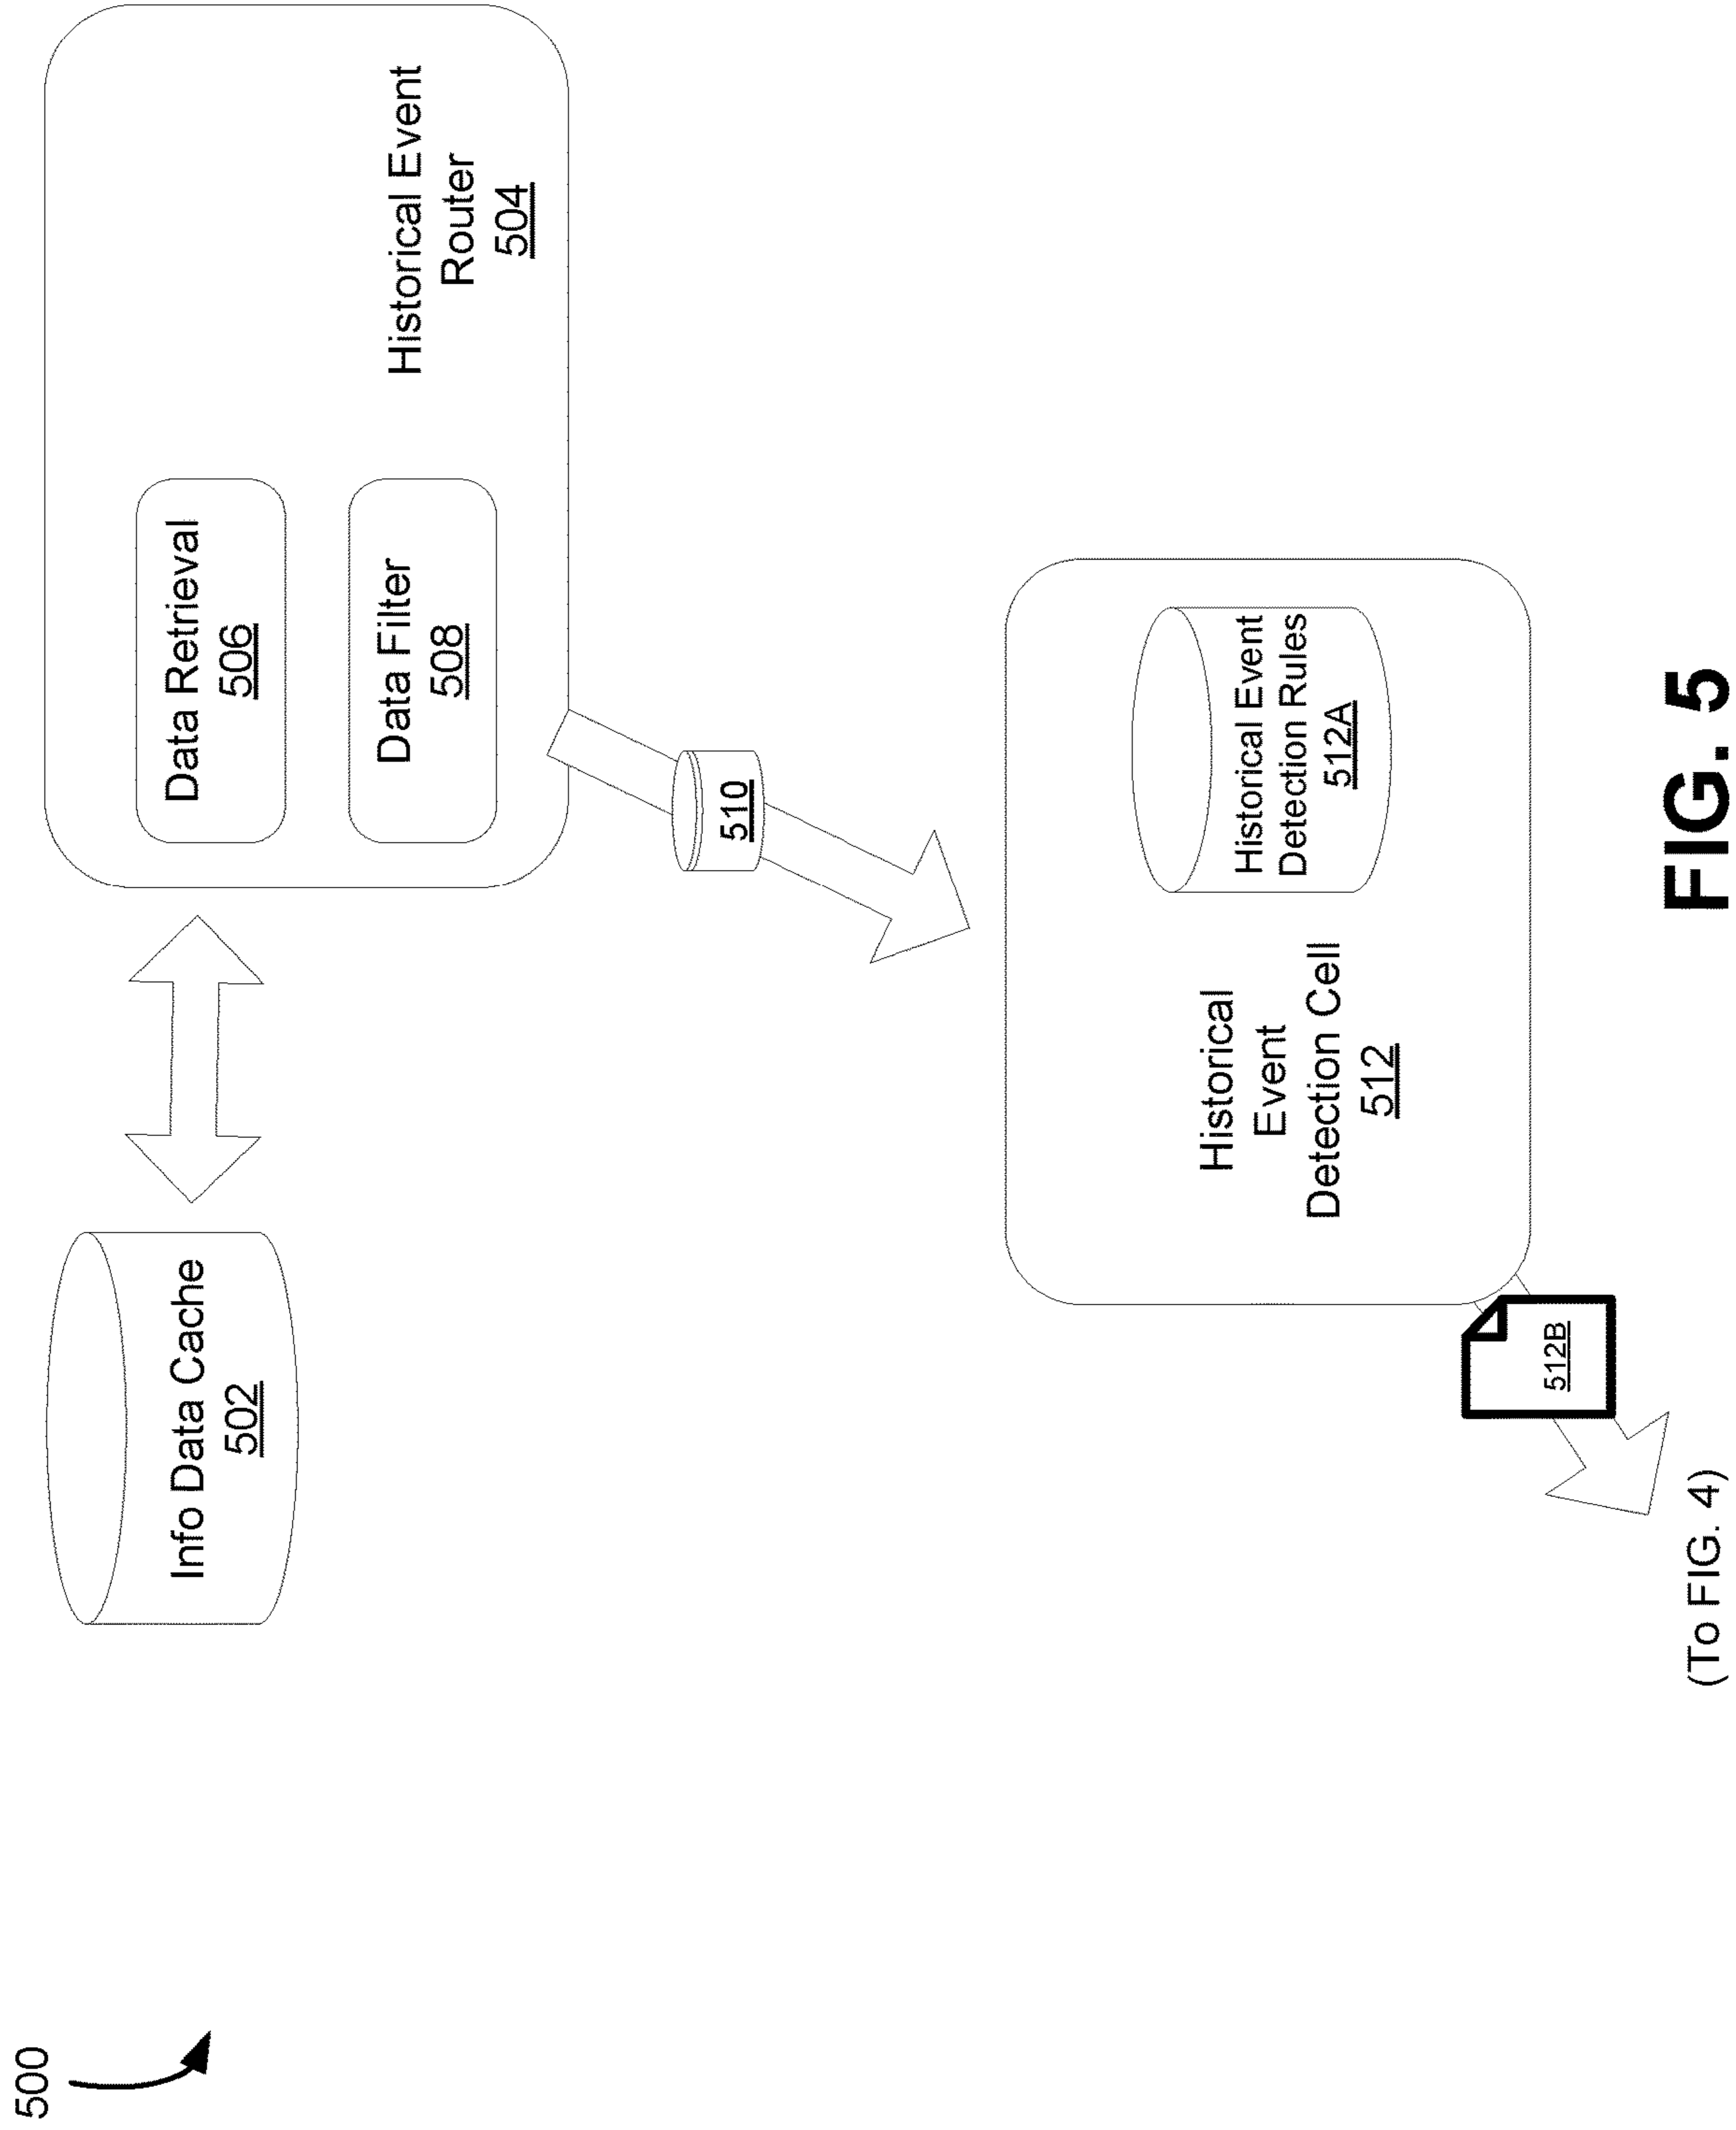 500
Info Data Cache
502
Data Retrieval
506
Data Filter
508
Historical Event
Router
504
510
Historical
Event
Detection Cell
512
Historical Event
Detection Rules
512A
512B
(To FIG. 4)
FIG. 5